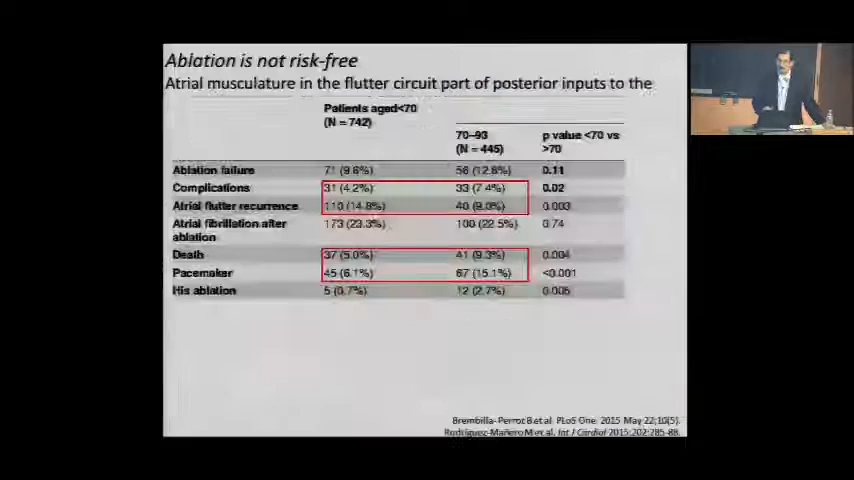 Ablation is not risk-free
Atrial musculature in the flutter circuit part of posterior inputs to the
Patients aged<70
(N = 742)
70–93
(N = 445)
p value <70 vs
>70
Ablation failure 71 (9.6%) 56 (12.6%) 0.11
Complications 31 (4.2%) 33 (7.4%) 0.02
Atrial flutter recurrence 110 (14.8%) 40 (9.0%) 0.003
Atrial fibrillation after
ablation 173 (23.3%) 100 (22.5%) 0.74
Death 37 (5.0%) 41 (9.3%) 0.004
Pacemaker 45 (6.1%) 67 (15.1%) <0.001
His ablation 5 (0.7%) 12 (2.7%) 0.006
Brembilla-Perrot B et al. PLoS One. 2015 May 22;10(5).
Rodríguez-Mañero M et al. Int J Cardiol 2015;202:285-88.